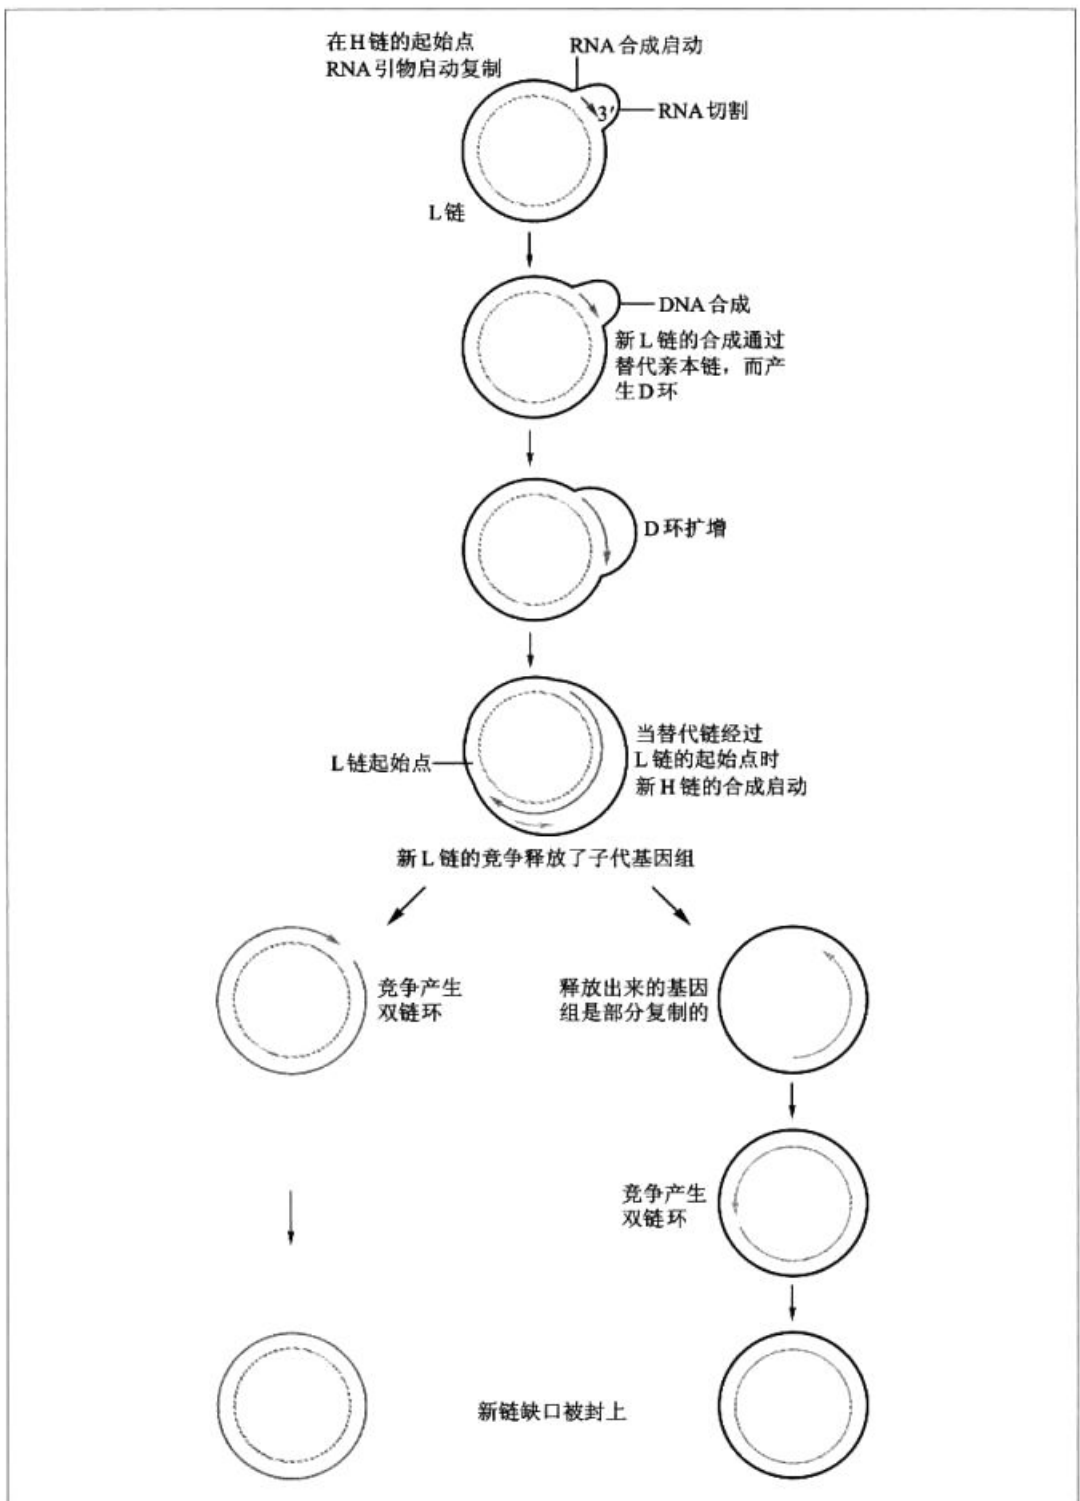 在H链的起始点
RNA引物启动复制
RNA合成启动
3′
RNA切割
L链
DNA合成
新L链的合成通过
替代亲本链，而产
生D环
D环扩增
L链起始点
当替代链经过
L链的起始点时
新H链的合成启动
新L链的竞争释放了子代基因组
竞争产生
双链环
释放出来的基因
组是部分复制的
竞争产生
双链环
新链缺口被封上